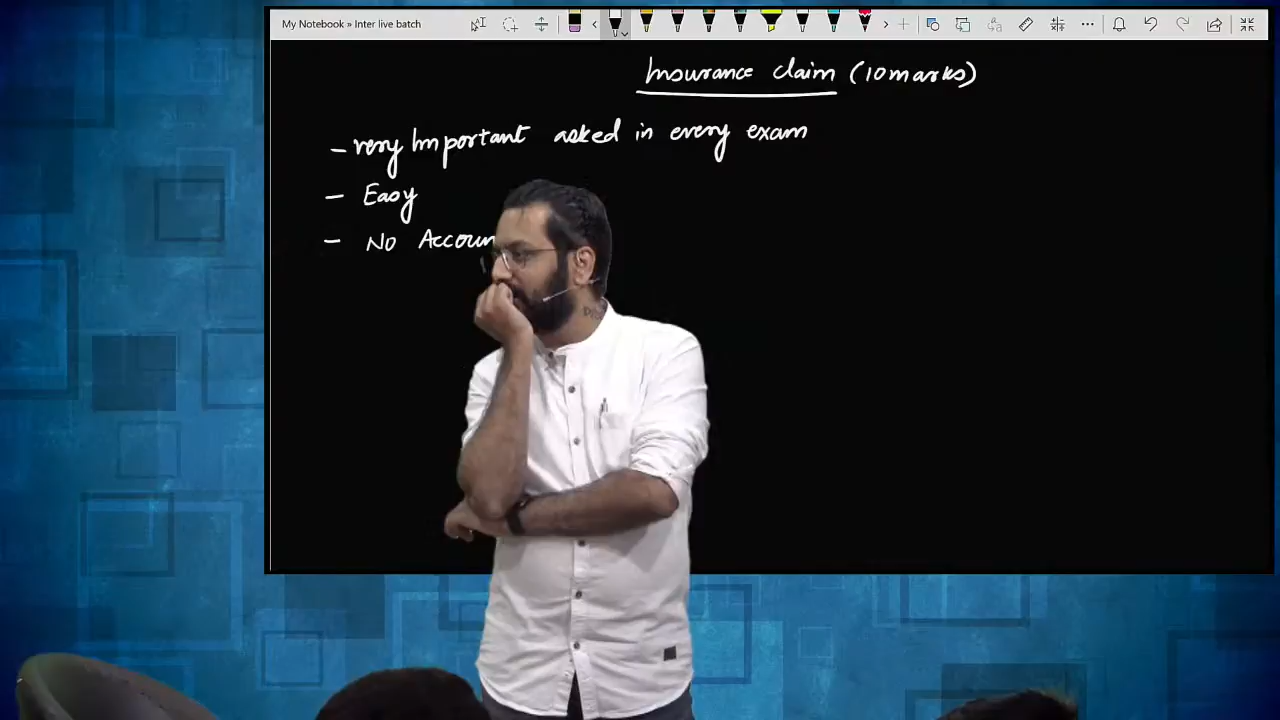 My Notebook » Inter live batch
Insurance claim (10 marks)
- very Important asked in every exam
- Easy
- No Accoun